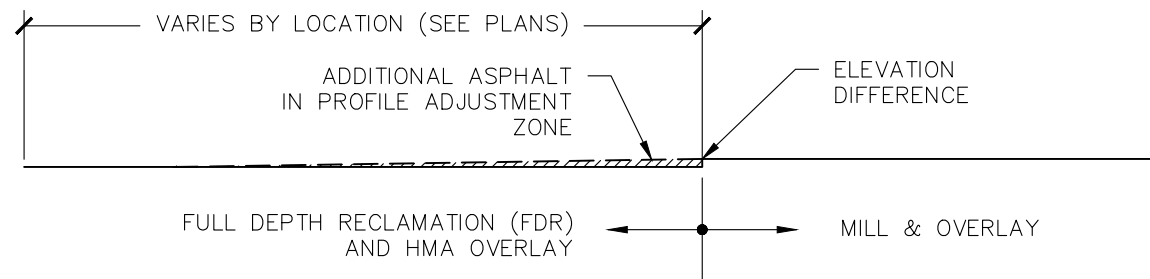 VARIES BY LOCATION (SEE PLANS)
ADDITIONAL ASPHALT
IN PROFILE ADJUSTMENT
ZONE
ELEVATION
DIFFERENCE
FULL DEPTH RECLAMATION (FDR)
AND HMA OVERLAY
MILL & OVERLAY